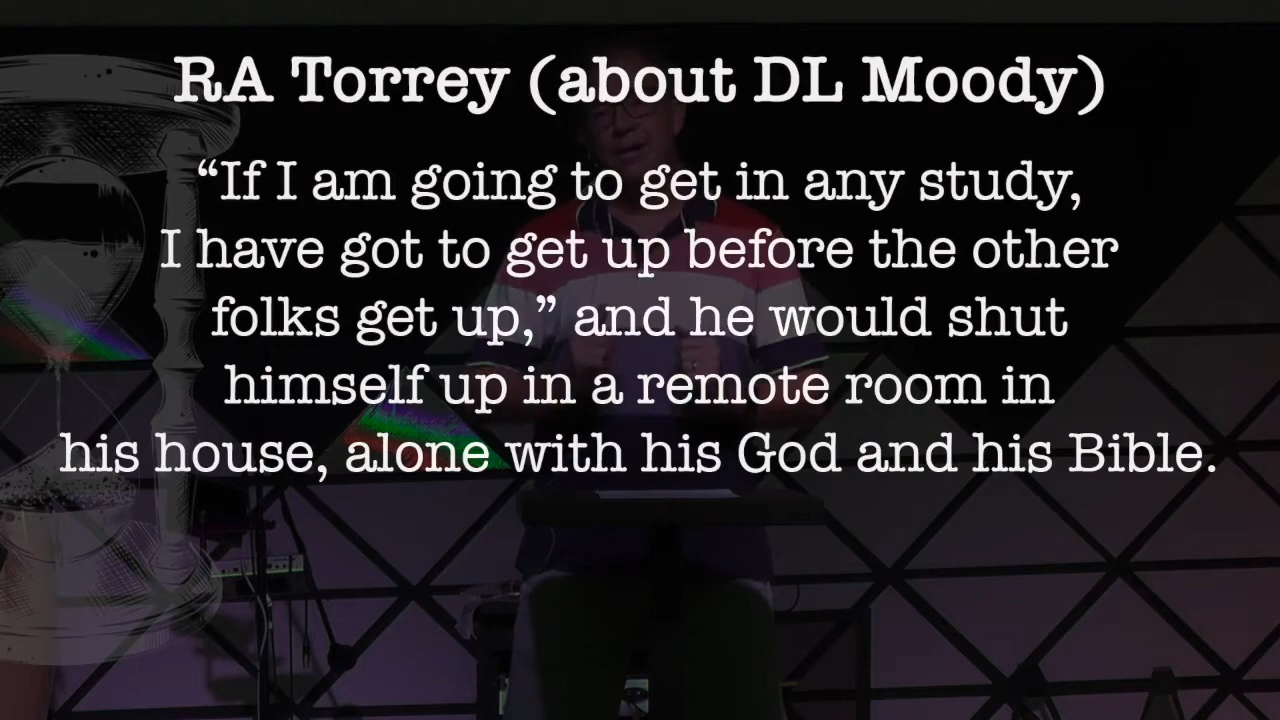 RA Torrey (about DL Moody)
“If I am going to get in any study,
I have got to get up before the other
folks get up,” and he would shut
himself up in a remote room in
his house, alone with his God and his Bible.